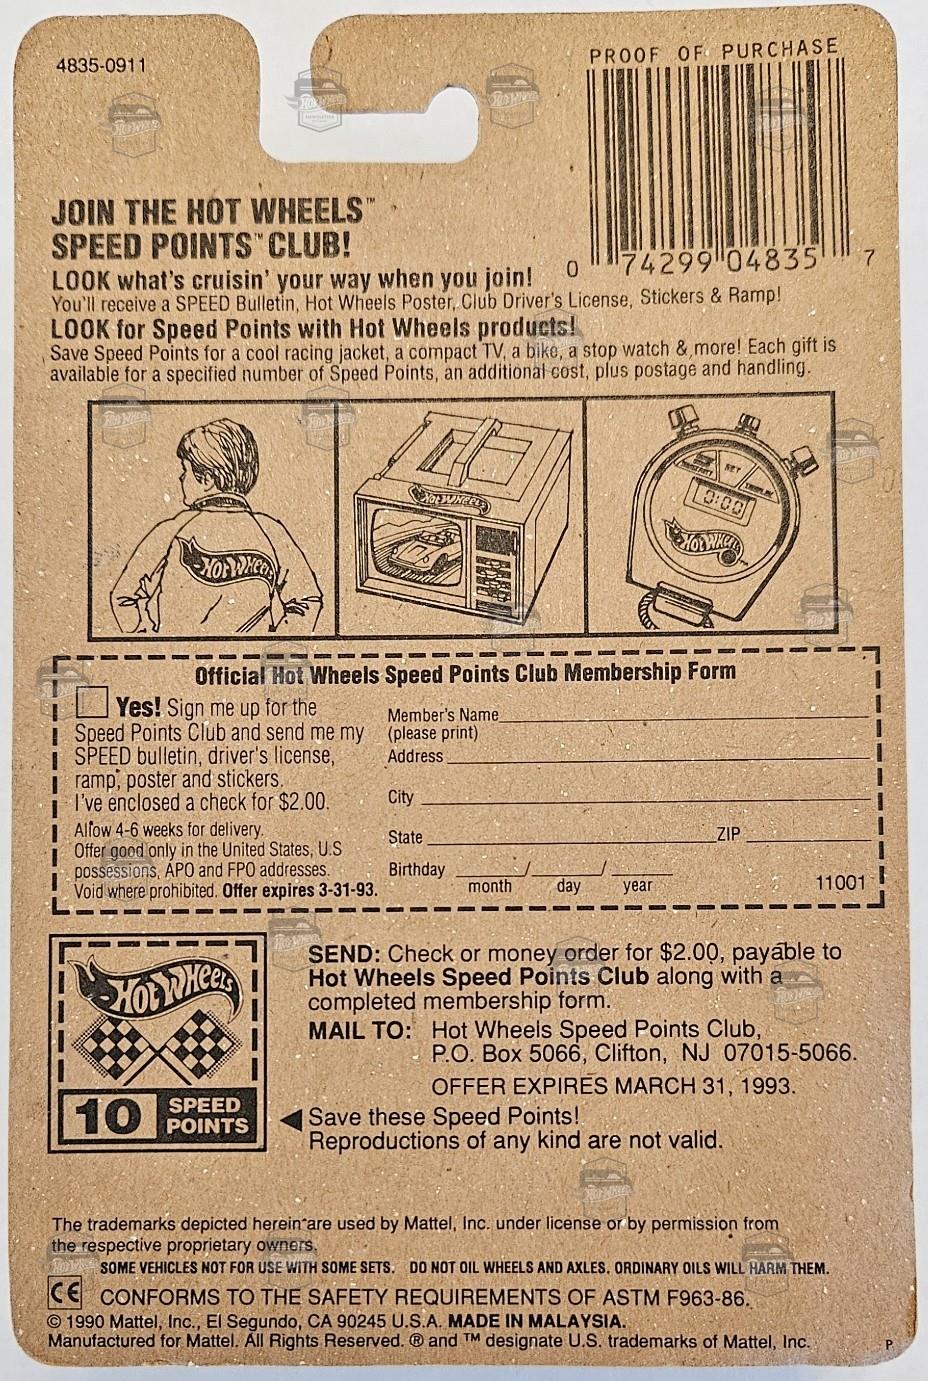 4835-0911
PROOF OF PURCHASE
0 74299 04835 7
JOIN THE HOT WHEELS™
SPEED POINTS™ CLUB!
LOOK what's cruisin' your way when you join!
You'll receive a SPEED Bulletin, Hot Wheels Poster, Club Driver's License, Stickers & Ramp!
LOOK for Speed Points with Hot Wheels products!
Save Speed Points for a cool racing jacket, a compact TV, a bike, a stop watch & more! Each gift is
available for a specified number of Speed Points, an additional cost, plus postage and handling.
Hot Wheels
Hot Wheels
SET
0:00
Hot Wheels
Official Hot Wheels Speed Points Club Membership Form
Yes! Sign me up for the
Speed Points Club and send me my
SPEED bulletin, driver's license,
ramp, poster and stickers.
I've enclosed a check for $2.00.
Allow 4-6 weeks for delivery.
Offer good only in the United States, U.S
possessions, APO and FPO addresses.
Void where prohibited. Offer expires 3-31-93.
Member's Name
(please print)
Address
City
State ZIP
Birthday / /
month day year
11001
Hot Wheels
10 SPEED
POINTS
SEND: Check or money order for $2.00, payable to
Hot Wheels Speed Points Club along with a
completed membership form.
MAIL TO: Hot Wheels Speed Points Club,
P.O. Box 5066, Clifton, NJ 07015-5066.
OFFER EXPIRES MARCH 31, 1993.
Save these Speed Points!
Reproductions of any kind are not valid.
The trademarks depicted herein are used by Mattel, Inc. under license or by permission from
the respective proprietary owners.
SOME VEHICLES NOT FOR USE WITH SOME SETS. DO NOT OIL WHEELS AND AXLES. ORDINARY OILS WILL HARM THEM.
CE CONFORMS TO THE SAFETY REQUIREMENTS OF ASTM F963-86.
© 1990 Mattel, Inc., El Segundo, CA 90245 U.S.A. MADE IN MALAYSIA.
Manufactured for Mattel. All Rights Reserved. ® and ™ designate U.S. trademarks of Mattel, Inc.
P